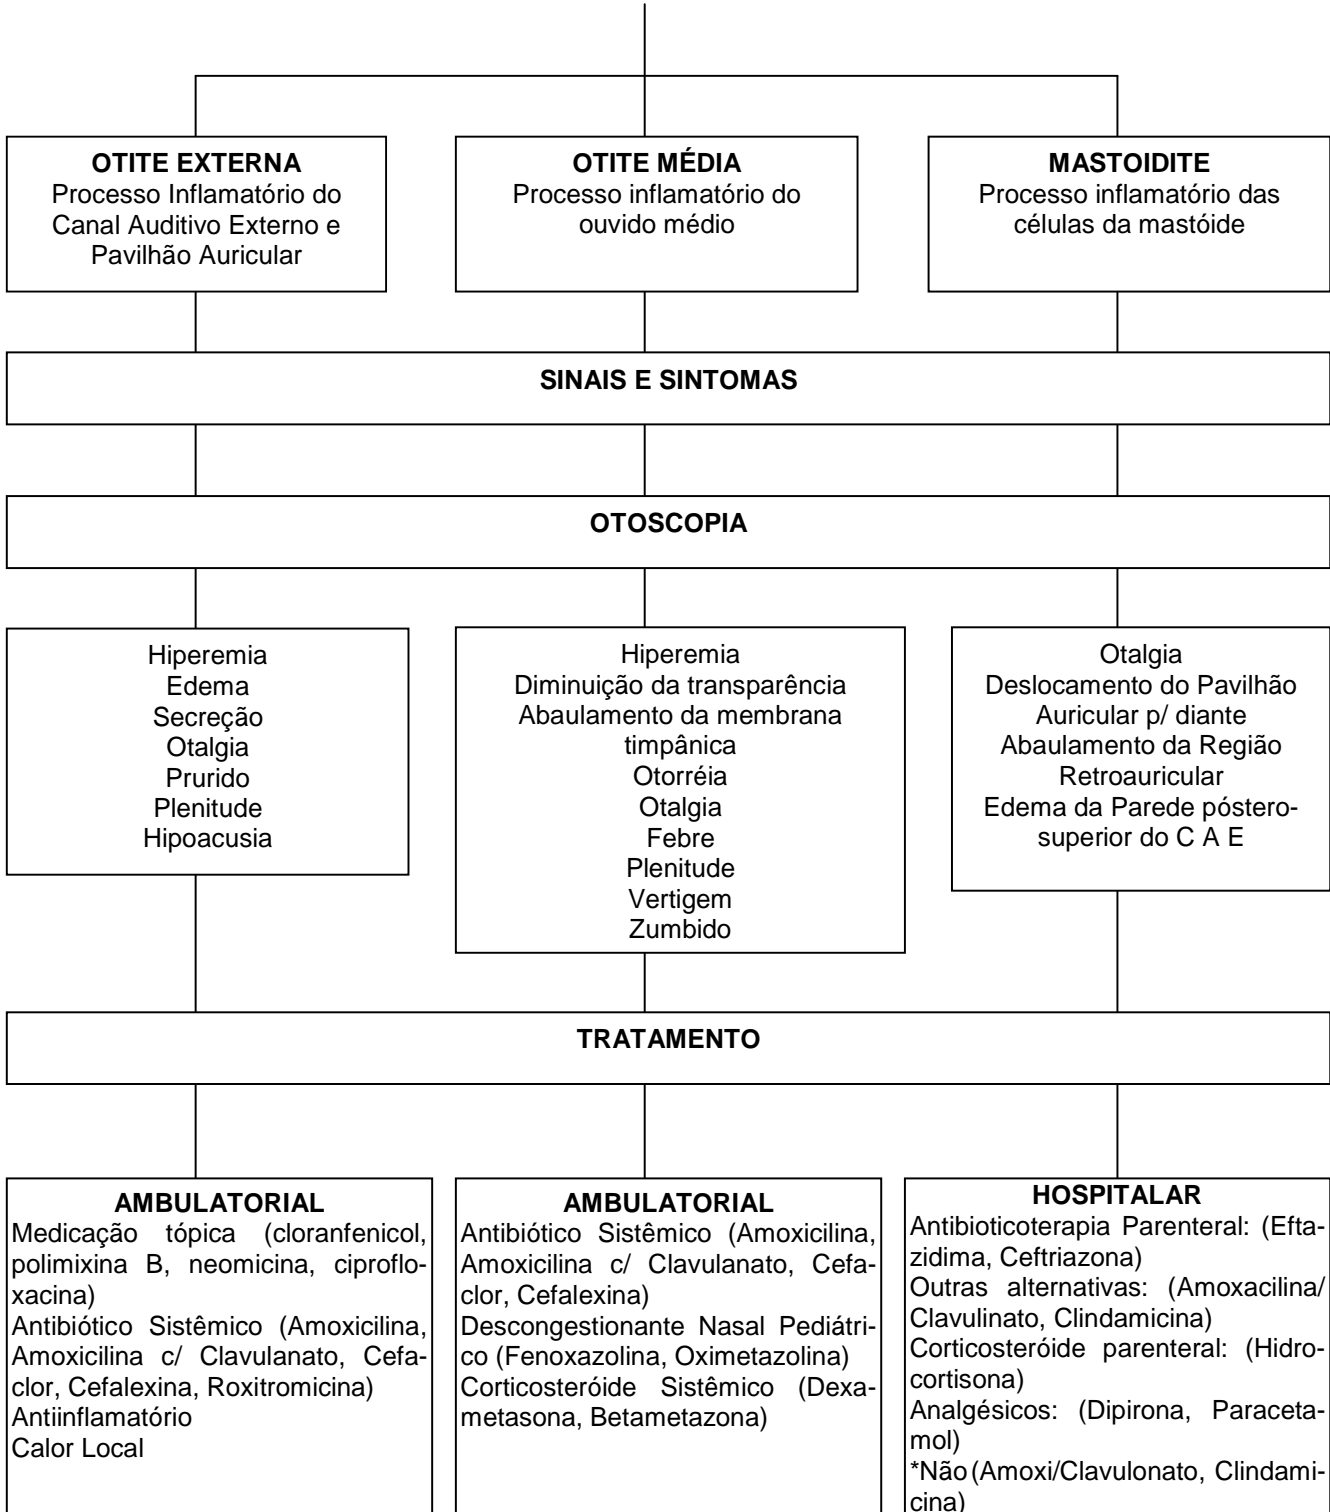 OTITE EXTERNA
Processo Inflamatório do
Canal Auditivo Externo e
Pavilhão Auricular
OTITE MÉDIA
Processo inflamatório do
ouvido médio
MASTOIDITE
Processo inflamatório das
células da mastóide
SINAIS E SINTOMAS
OTOSCOPIA
Hiperemia
Edema
Secreção
Otalgia
Prurido
Plenitude
Hipoacusia
Hiperemia
Diminuição da transparência
Abaulamento da membrana
timpânica
Otorréia
Otalgia
Febre
Plenitude
Vertigem
Zumbido
Otalgia
Deslocamento do Pavilhão
Auricular p/ diante
Abaulamento da Região
Retroauricular
Edema da Parede póstero-
superior do C A E
TRATAMENTO
AMBULATORIAL
Medicação tópica (cloranfenicol,
polimixina B, neomicina, ciproflo-
xacina)
Antibiótico Sistêmico (Amoxicilina,
Amoxicilina c/ Clavulanato, Cefa-
clor, Cefalexina, Roxitromicina)
Antiinflamatório
Calor Local
AMBULATORIAL
Antibiótico Sistêmico (Amoxicilina,
Amoxicilina c/ Clavulanato, Cefa-
clor, Cefalexina)
Descongestionante Nasal Pediátri-
co (Fenoxazolina, Oximetazolina)
Corticosteróide Sistêmico (Dexa-
metasona, Betametazona)
HOSPITALAR
Antibioticoterapia Parenteral: (Efta-
zidima, Ceftriazona)
Outras alternativas: (Amoxacilina/
Clavulinato, Clindamicina)
Corticosteróide parenteral: (Hidro-
cortisona)
Analgésicos: (Dipirona, Paraceta-
mol)
*Não (Amoxi/Clavulonato, Clindami-
cina)